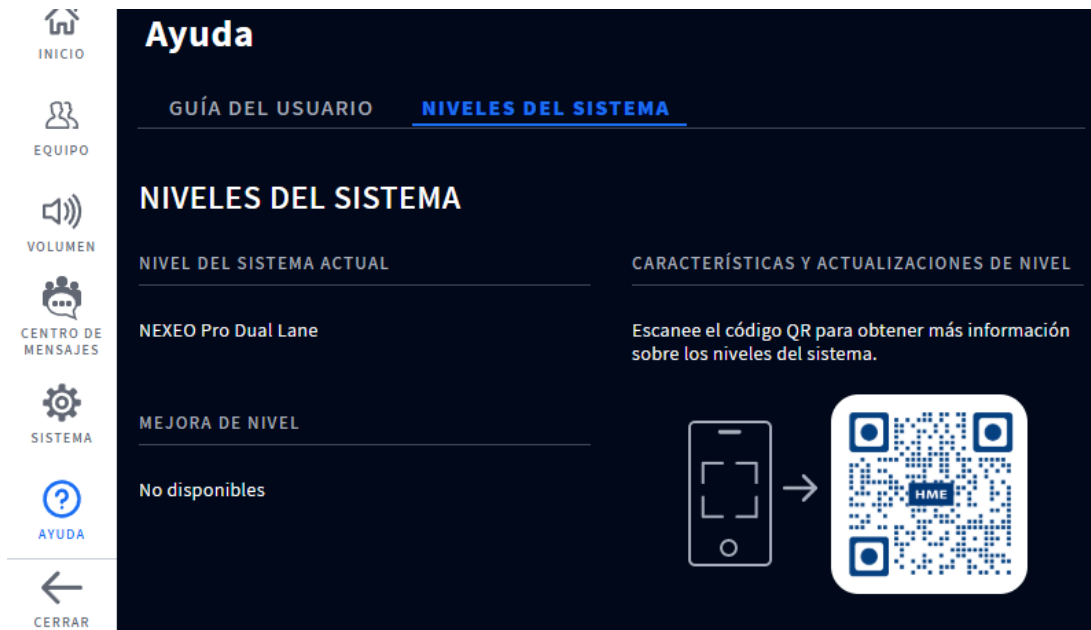 INICIO
EQUIPO
VOLUMEN
CENTRO DE
MENSAJES
SISTEMA
AYUDA
CERRAR
Ayuda
GUÍA DEL USUARIO
NIVELES DEL SISTEMA
NIVELES DEL SISTEMA
NIVEL DEL SISTEMA ACTUAL
NEXEO Pro Dual Lane
MEJORA DE NIVEL
No disponibles
CARACTERÍSTICAS Y ACTUALIZACIONES DE NIVEL
Escanee el código QR para obtener más información
sobre los niveles del sistema.
HME